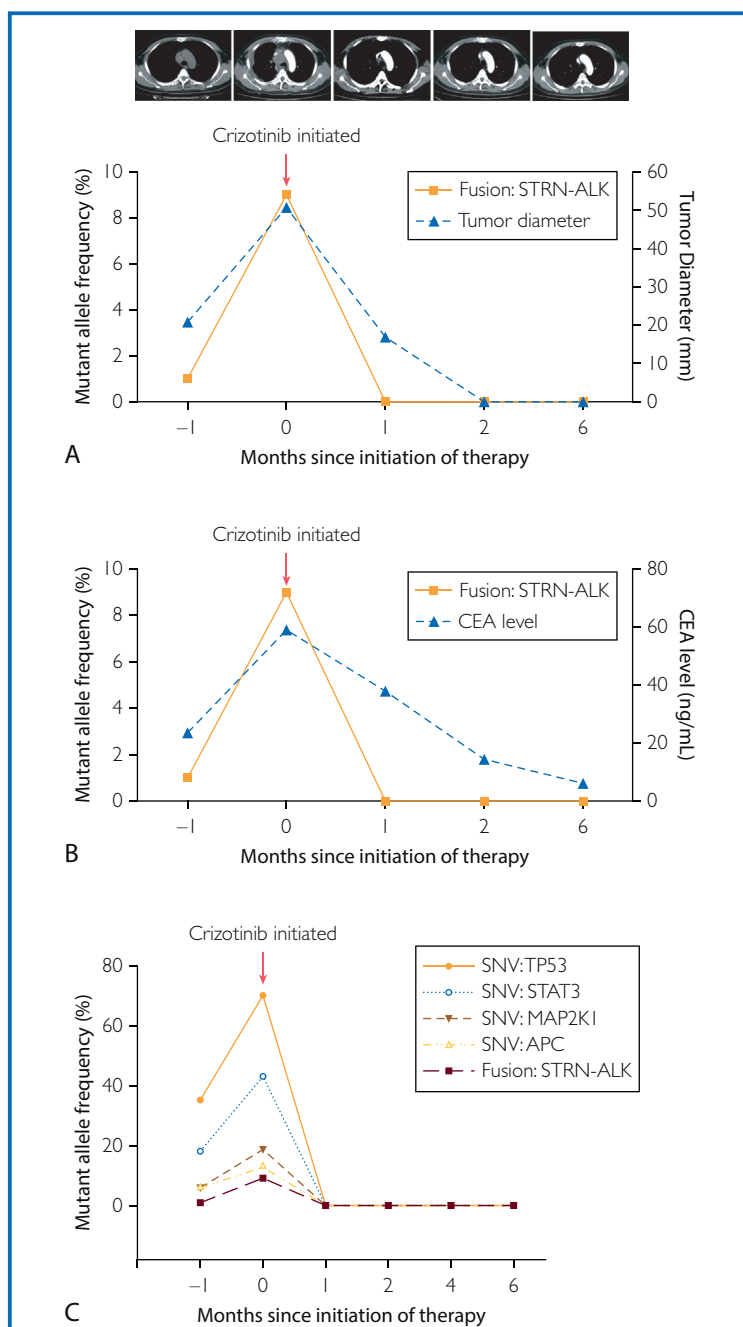 Crizotinib initiated
10
8
6
4
2
0
Mutant allele frequency (%)
Fusion: STRN-ALK
Tumor diameter
60
50
40
30
20
10
0
Tumor Diameter (mm)
–1 0 1 2 6
A
Months since initiation of therapy
Crizotinib initiated
10
8
6
4
2
0
Mutant allele frequency (%)
Fusion: STRN-ALK
CEA level
80
60
40
20
0
CEA level (ng/mL)
–1 0 1 2 6
B
Months since initiation of therapy
Crizotinib initiated
80
60
40
20
0
Mutant allele frequency (%)
SNV: TP53
SNV: STAT3
SNV: MAP2K1
SNV: APC
Fusion: STRN-ALK
–1 0 1 2 4 6
C
Months since initiation of therapy